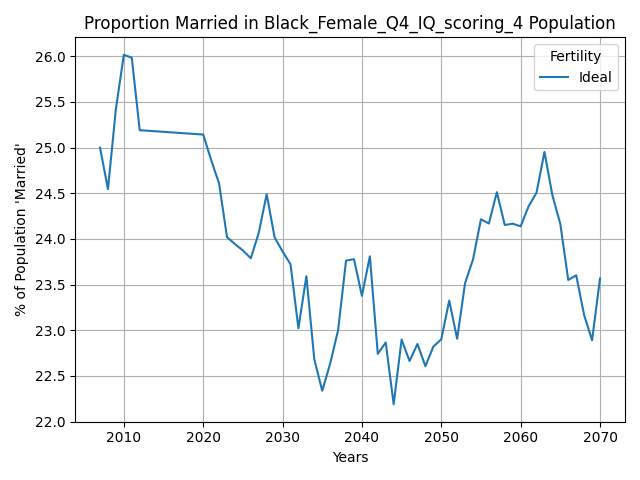 Proportion Married in Black_Female_Q4_IQ_scoring_4 Population
Fertility
Ideal
% of Population 'Married'
26.0
25.5
25.0
24.5
24.0
23.5
23.0
22.5
22.0
2010 2020 2030 2040 2050 2060 2070
Years